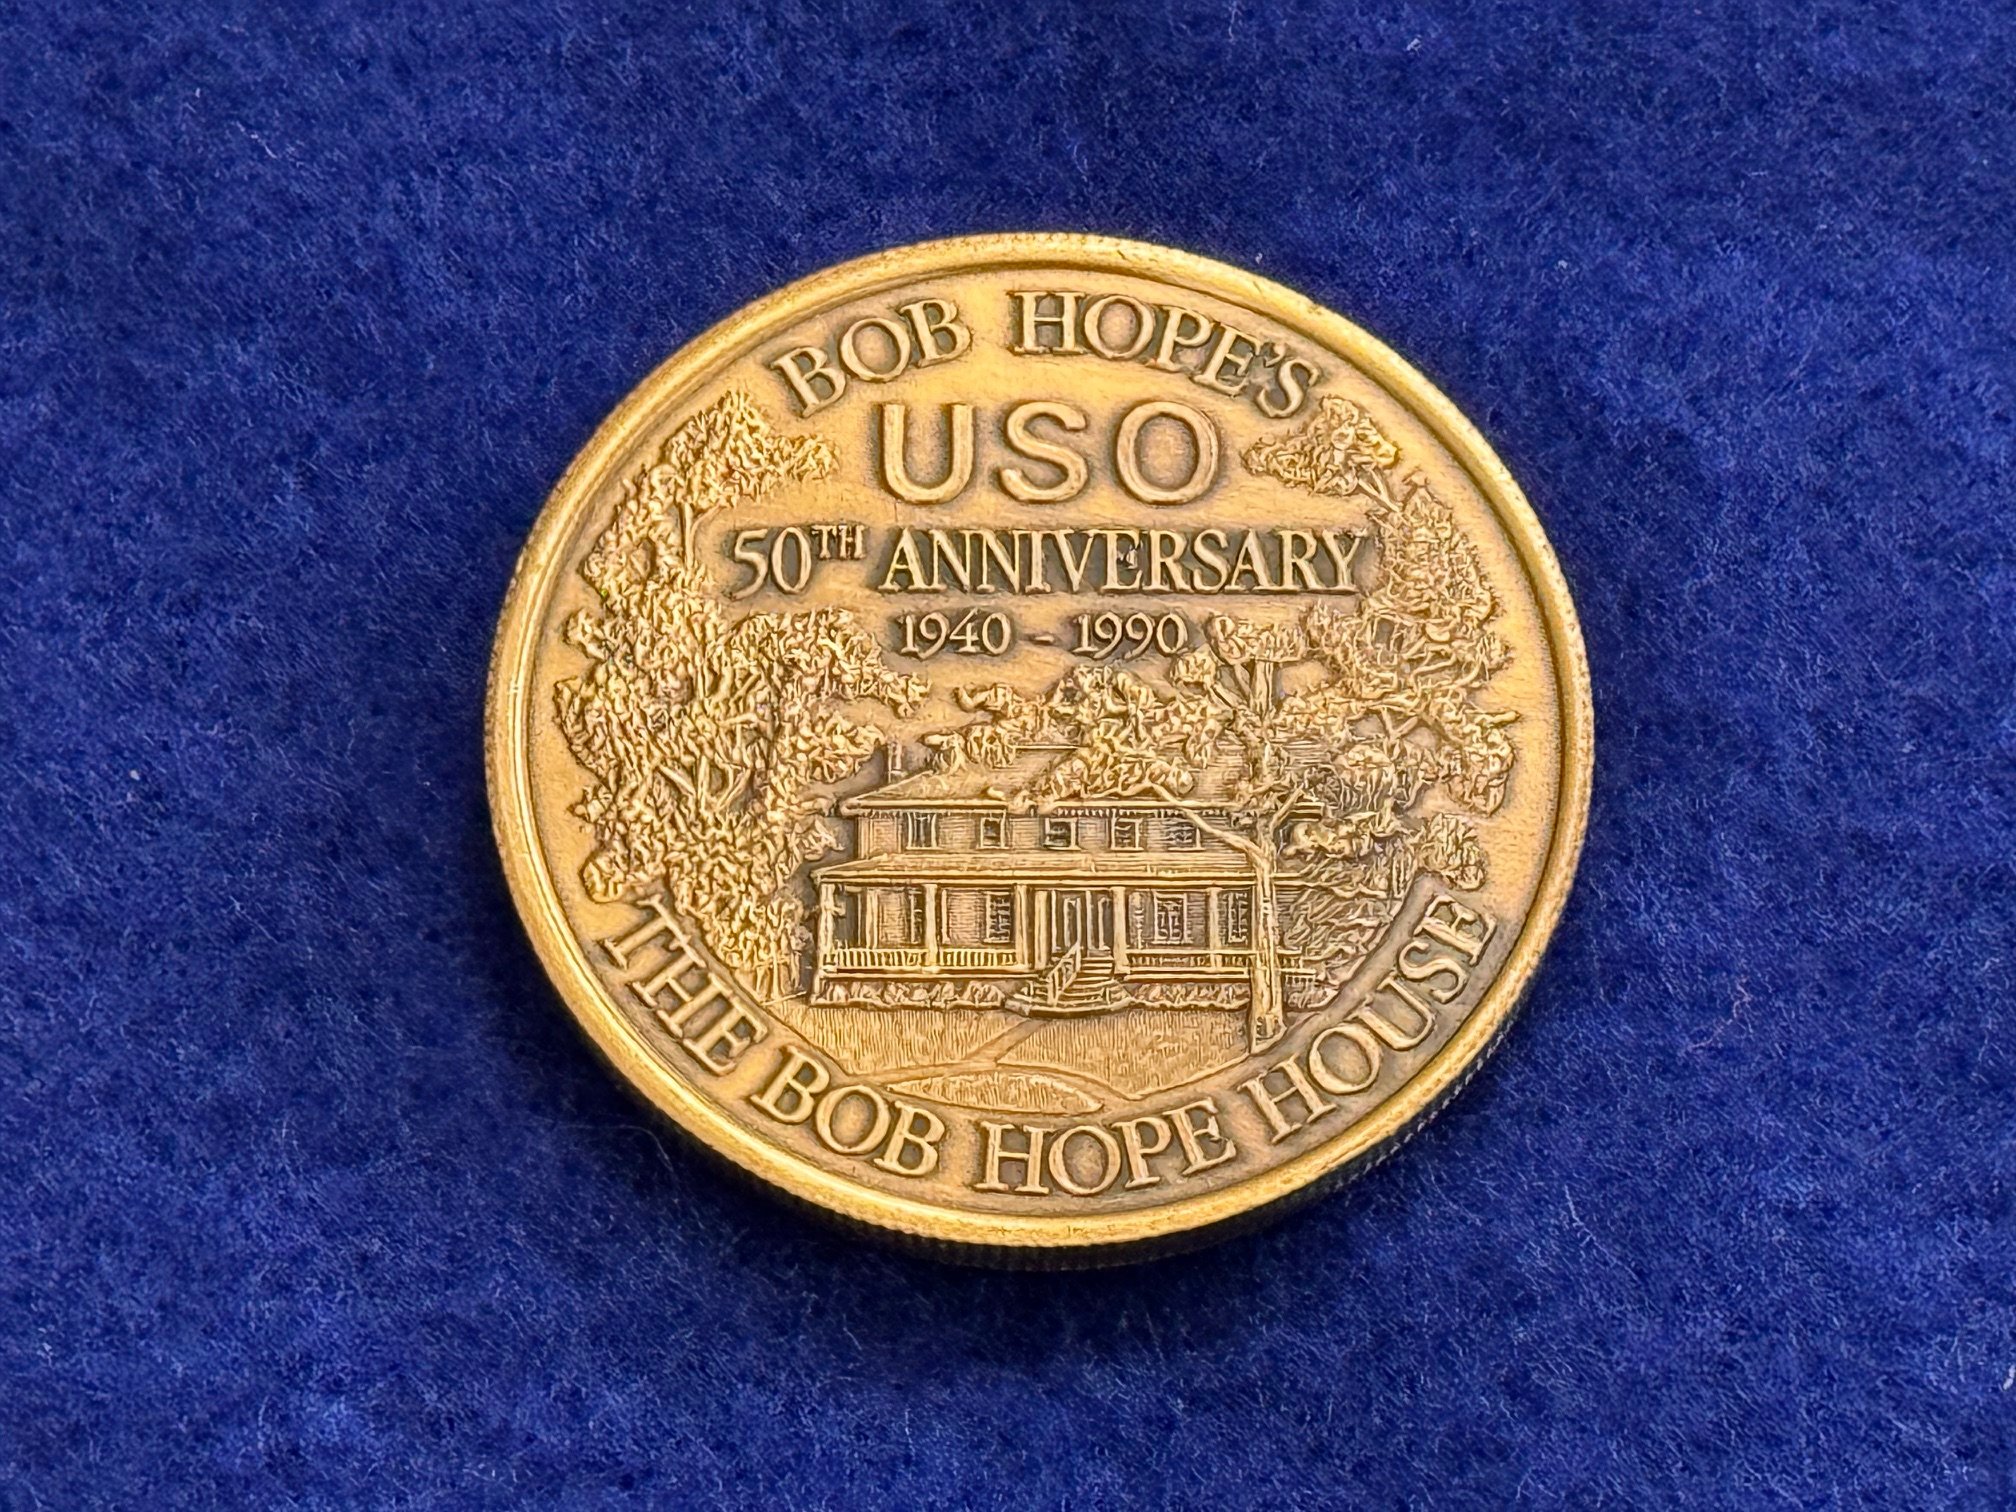 BOB HOPE'S
USO
50TH ANNIVERSARY
1940 - 1990
THE BOB HOPE HOUSE